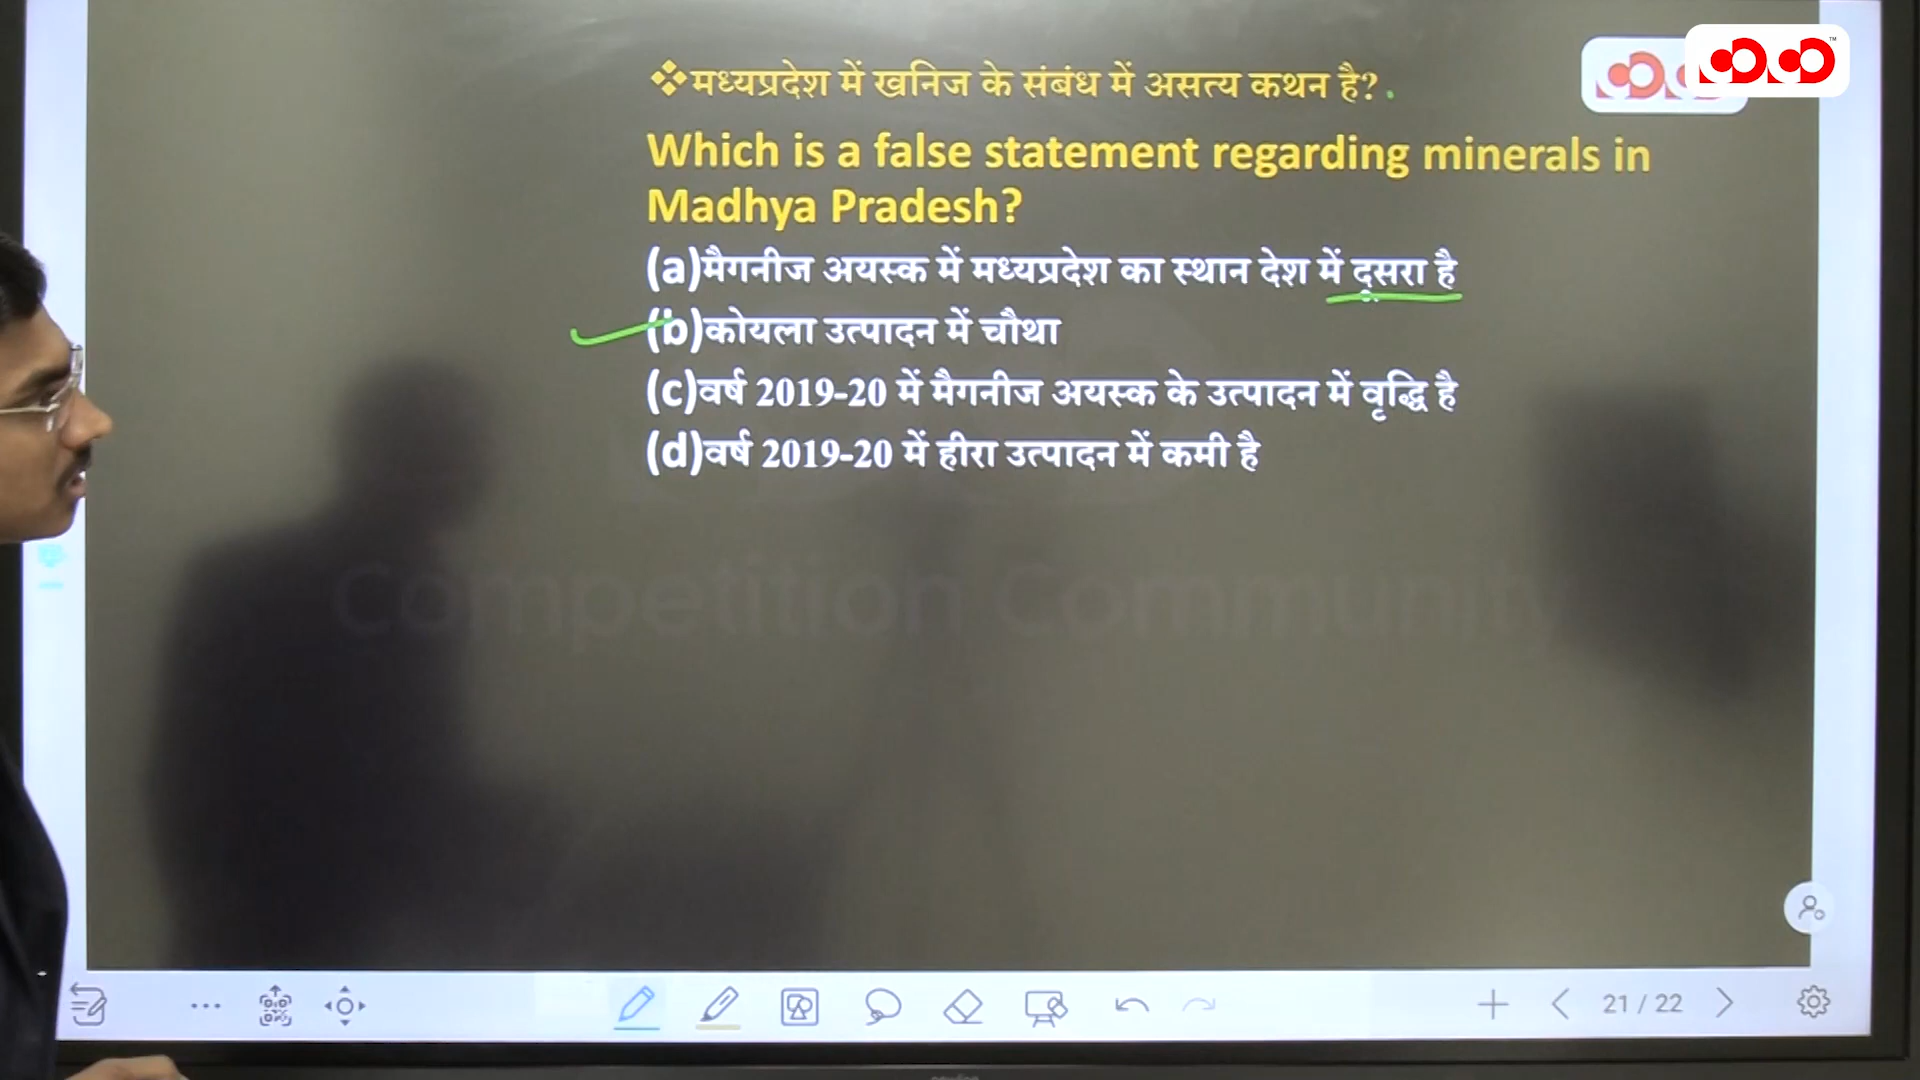 ❖मध्यप्रदेश में खनिज के संबंध में असत्य कथन है?
Which is a false statement regarding minerals in
Madhya Pradesh?
(a)मैगनीज अयस्क में मध्यप्रदेश का स्थान देश में दूसरा है
(b)कोयला उत्पादन में चौथा
(c)वर्ष 2019-20 में मैगनीज अयस्क के उत्पादन में वृद्धि है
(d)वर्ष 2019-20 में हीरा उत्पादन में कमी है
Competition Community
21 / 22